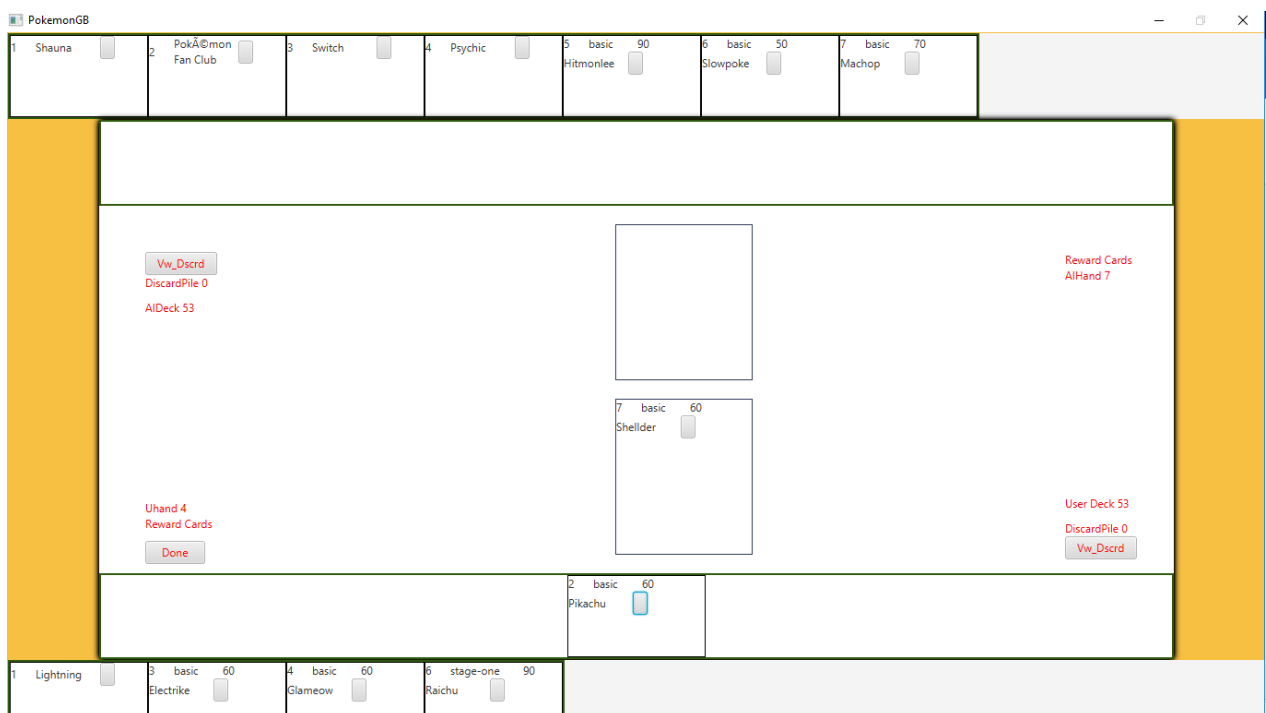 PokemonGB
1 Shauna
2 PokÃ©mon Fan Club
3 Switch
4 Psychic
5 basic 90
Hitmonlee
6 basic 50
Slowpoke
7 basic 70
Machop
Vw_Dscrd
DiscardPile 0
AIDeck 53
Reward Cards
AIHand 7
7 basic 60
Shellder
Uhand 4
Reward Cards
Done
User Deck 53
DiscardPile 0
Vw_Dscrd
2 basic 60
Pikachu
1 Lightning
3 basic 60
Electrike
4 basic 60
Glameow
6 stage-one 90
Raichu